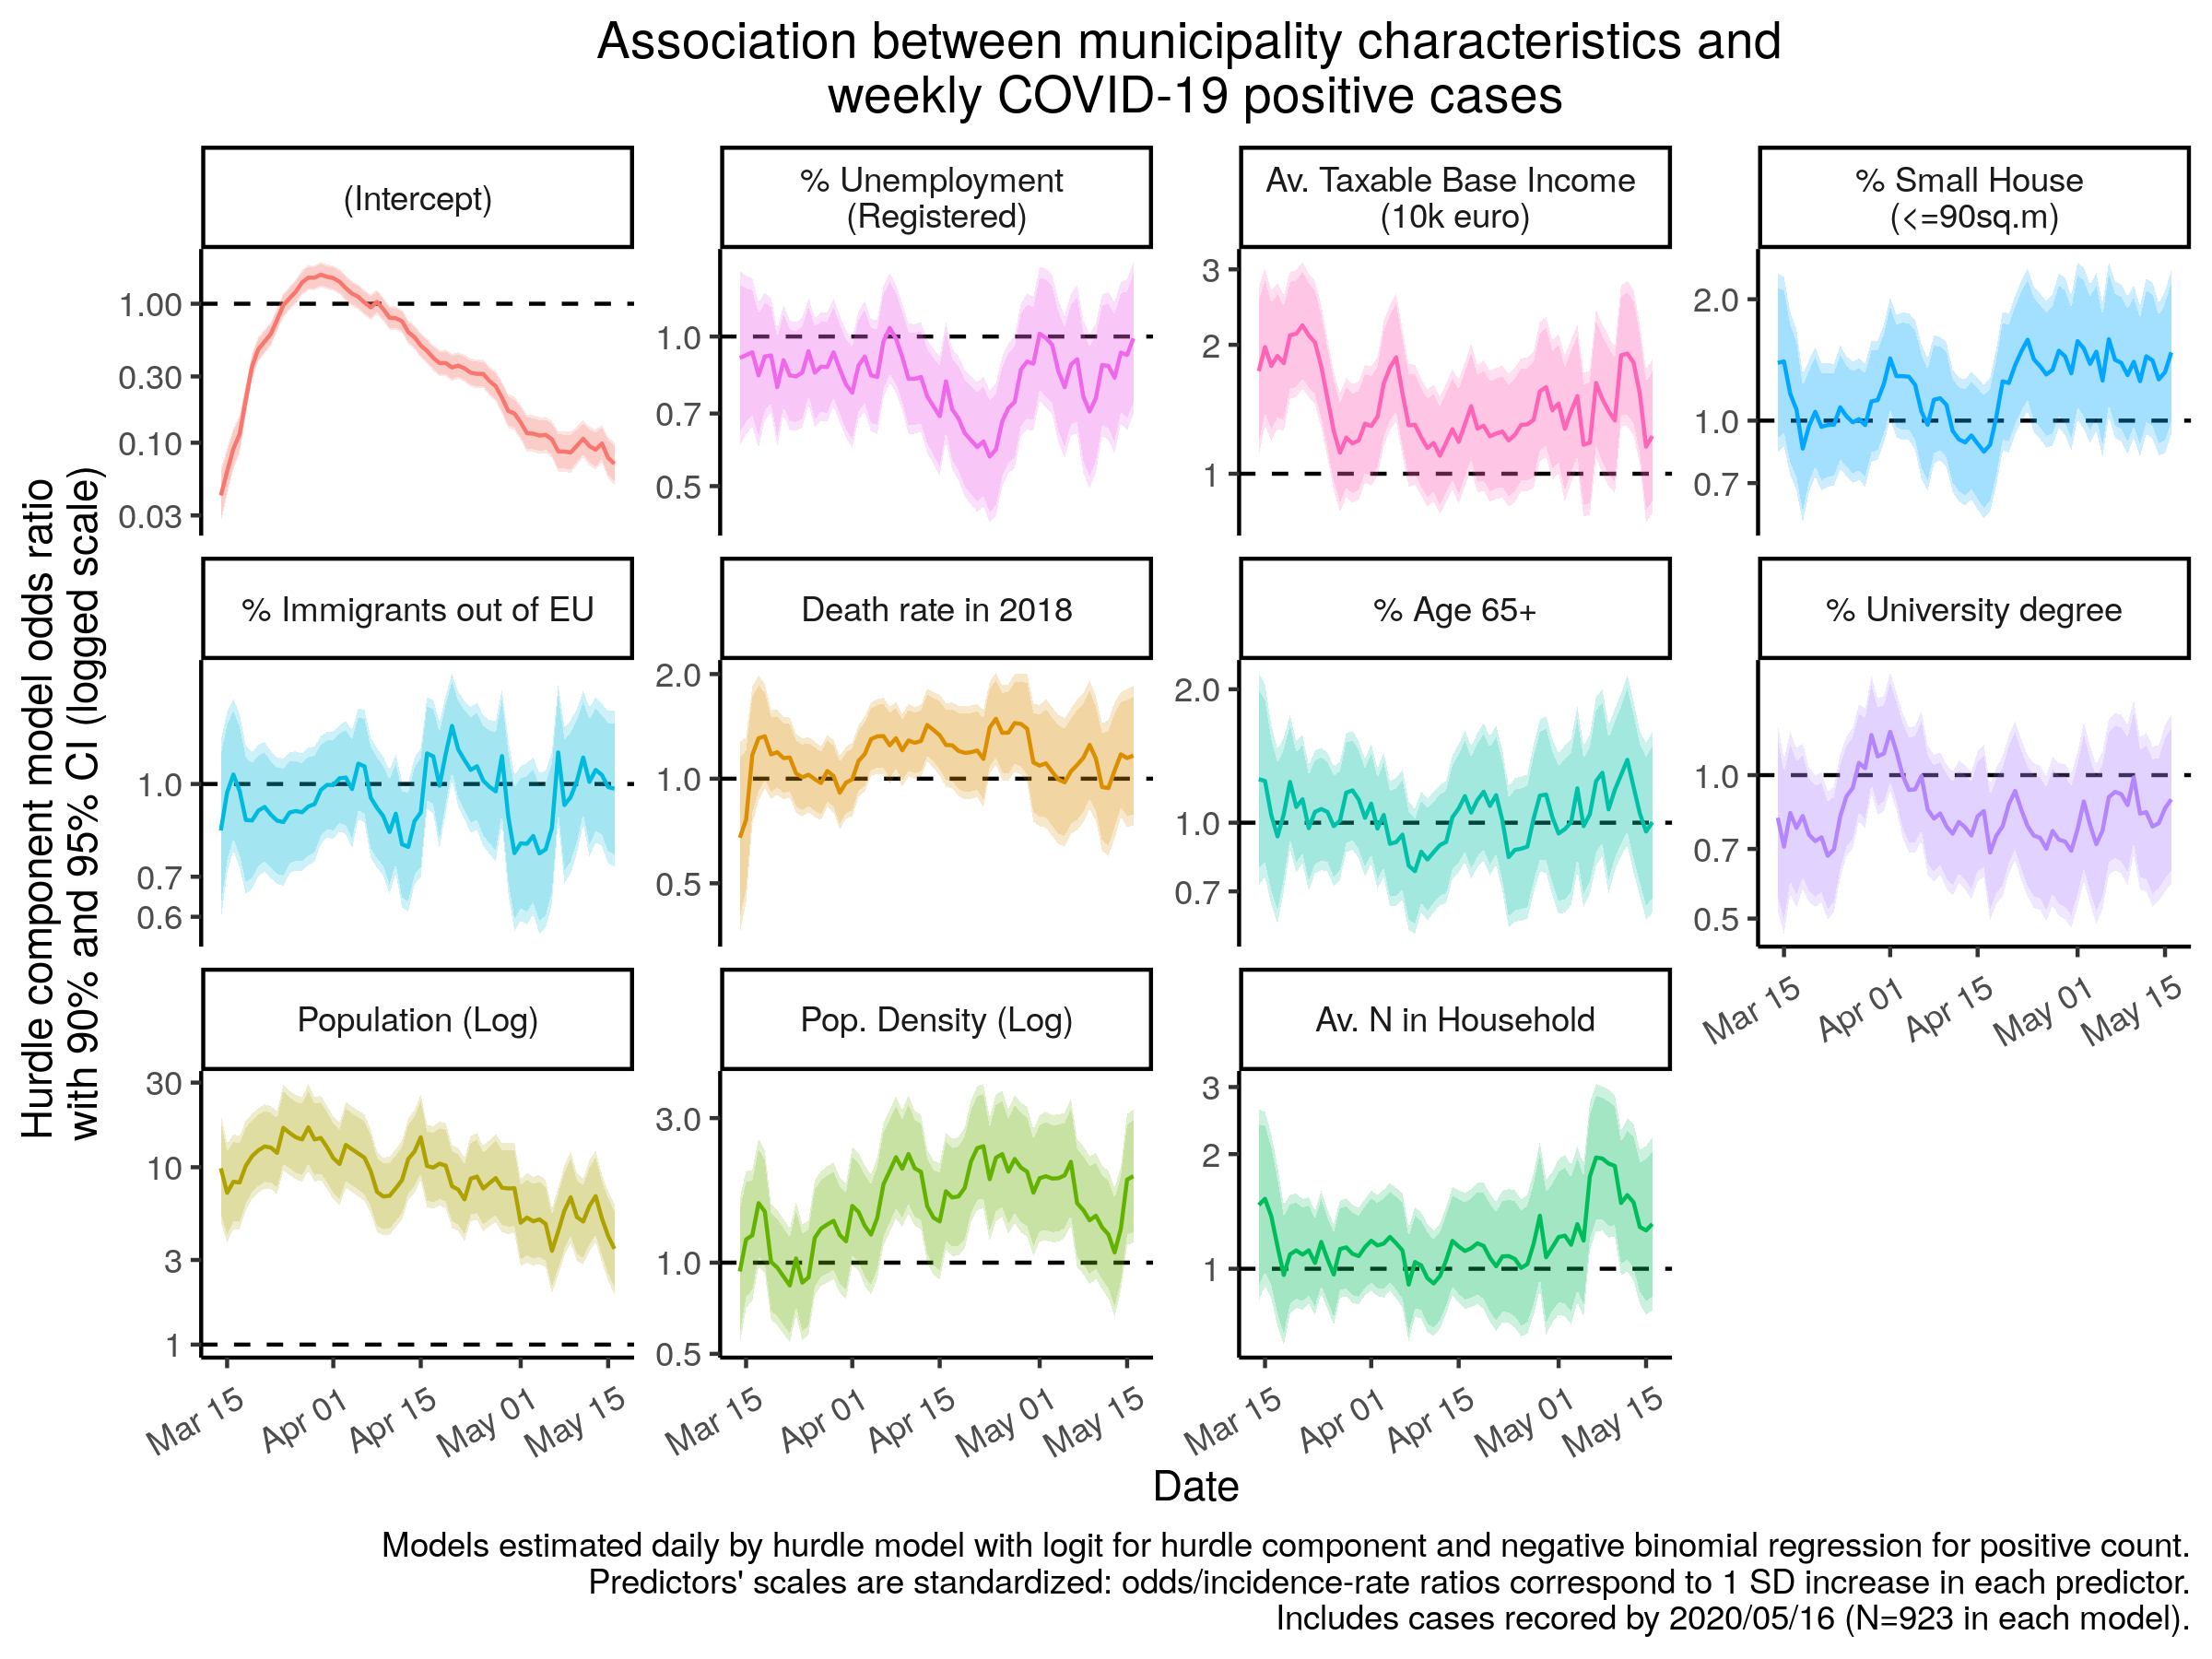 Association between municipality characteristics and
weekly COVID-19 positive cases
Hurdle component model odds ratio
with 90% and 95% CI (logged scale)
(Intercept)
1.00
0.30
0.10
0.03
% Unemployment
(Registered)
1.0
0.7
0.5
Av. Taxable Base Income
(10k euro)
3
2
1
% Small House
(<=90sq.m)
2.0
1.0
0.7
% Immigrants out of EU
1.0
0.7
0.6
Death rate in 2018
2.0
1.0
0.5
% Age 65+
2.0
1.0
0.7
% University degree
1.0
0.7
0.5
Mar 15 Apr 01 Apr 15 May 01 May 15
Population (Log)
30
10
3
1
Mar 15 Apr 01 Apr 15 May 01 May 15
Pop. Density (Log)
3.0
1.0
0.5
Mar 15 Apr 01 Apr 15 May 01 May 15
Av. N in Household
3
2
1
Mar 15 Apr 01 Apr 15 May 01 May 15
Date
Models estimated daily by hurdle model with logit for hurdle component and negative binomial regression for positive count.
Predictors' scales are standardized: odds/incidence-rate ratios correspond to 1 SD increase in each predictor.
Includes cases recored by 2020/05/16 (N=923 in each model).